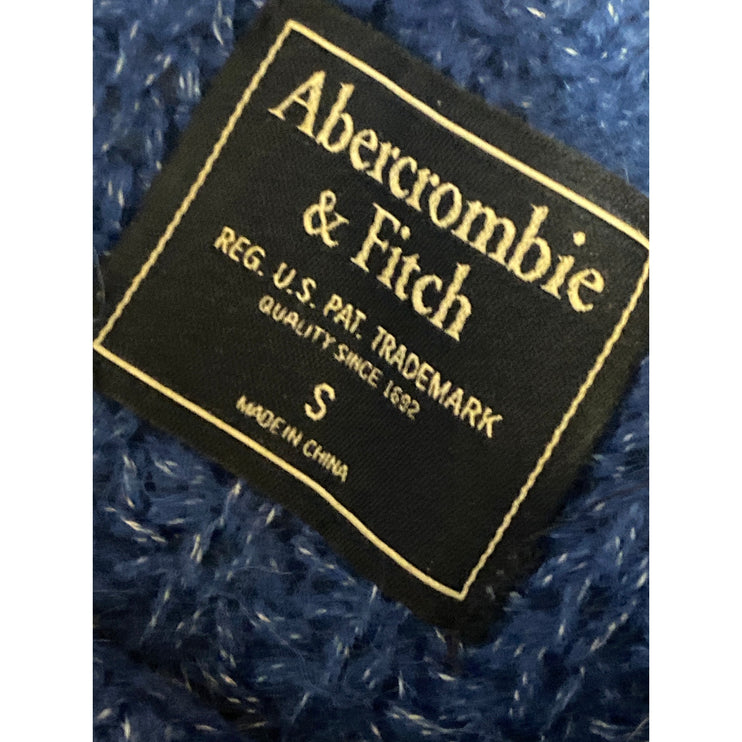 Abercrombie
& Fitch
REG. U.S. PAT. TRADEMARK
QUALITY SINCE 1892
S
MADE IN CHINA